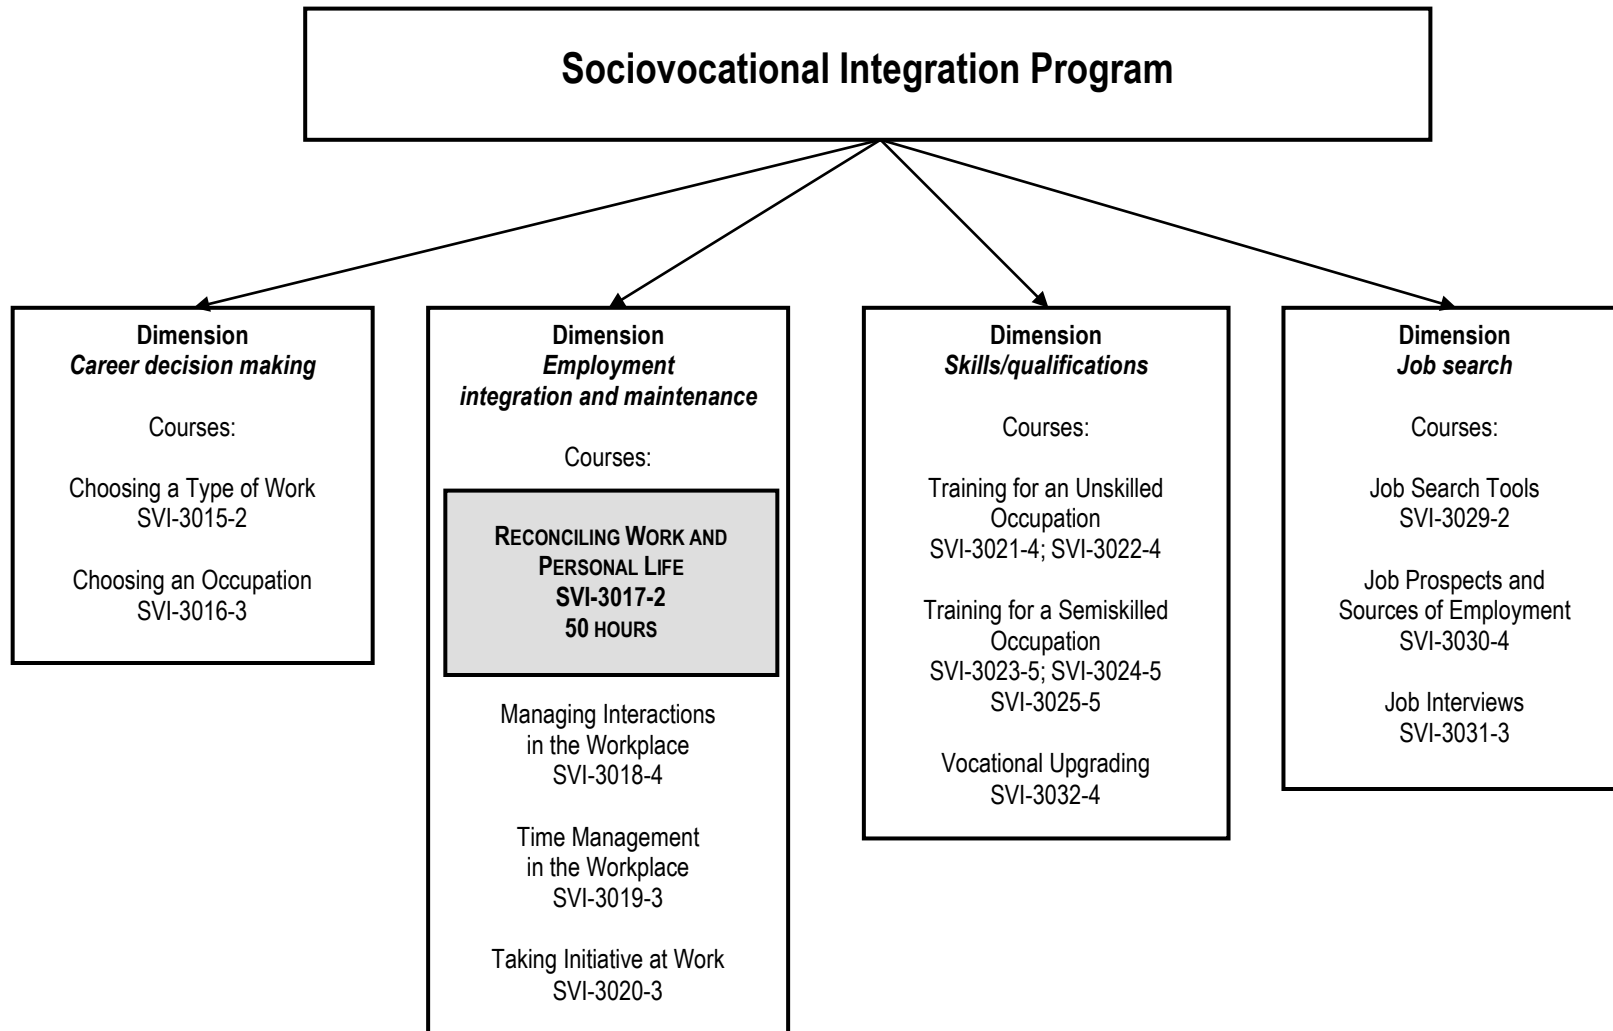 Sociovocational Integration Program
Dimension
Career decision making
Courses:
Choosing a Type of Work
SVI-3015-2
Choosing an Occupation
SVI-3016-3
Dimension
Employment
integration and maintenance
Courses:
RECONCILING WORK AND
PERSONAL LIFE
SVI-3017-2
50 HOURS
Managing Interactions
in the Workplace
SVI-3018-4
Time Management
in the Workplace
SVI-3019-3
Taking Initiative at Work
SVI-3020-3
Dimension
Skills/qualifications
Courses:
Training for an Unskilled
Occupation
SVI-3021-4; SVI-3022-4
Training for a Semiskilled
Occupation
SVI-3023-5; SVI-3024-5
SVI-3025-5
Vocational Upgrading
SVI-3032-4
Dimension
Job search
Courses:
Job Search Tools
SVI-3029-2
Job Prospects and
Sources of Employment
SVI-3030-4
Job Interviews
SVI-3031-3